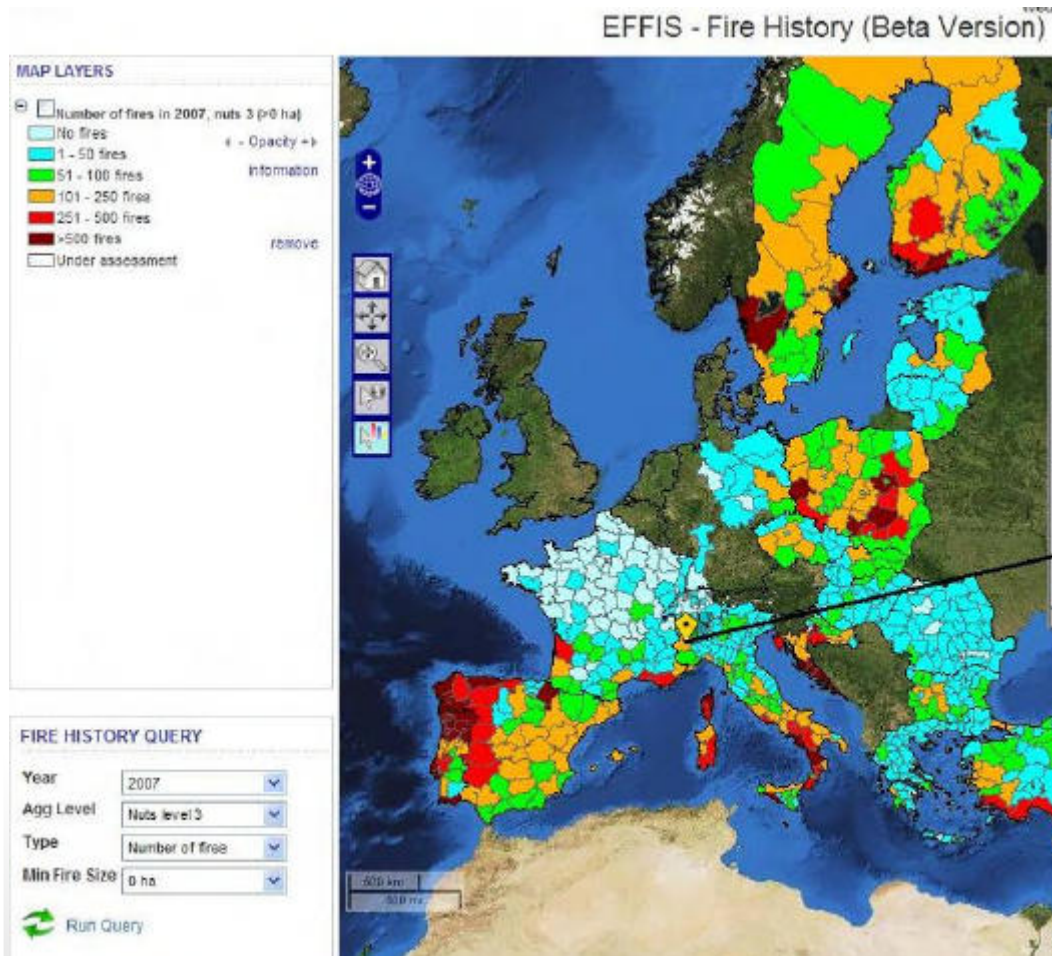 EFFIS - Fire History (Beta Version)
MAP LAYERS
Number of fires in 2007, nuts 3 (>0 ha)
No fires
1 - 50 fires
51 - 100 fires
101 - 250 fires
251 - 500 fires
>500 fires
Under assessment
- Opacity +
information
remove
FIRE HISTORY QUERY
Year 2007
Agg Level Nuts level 3
Type Number of fires
Min Fire Size 0 ha
Run Query